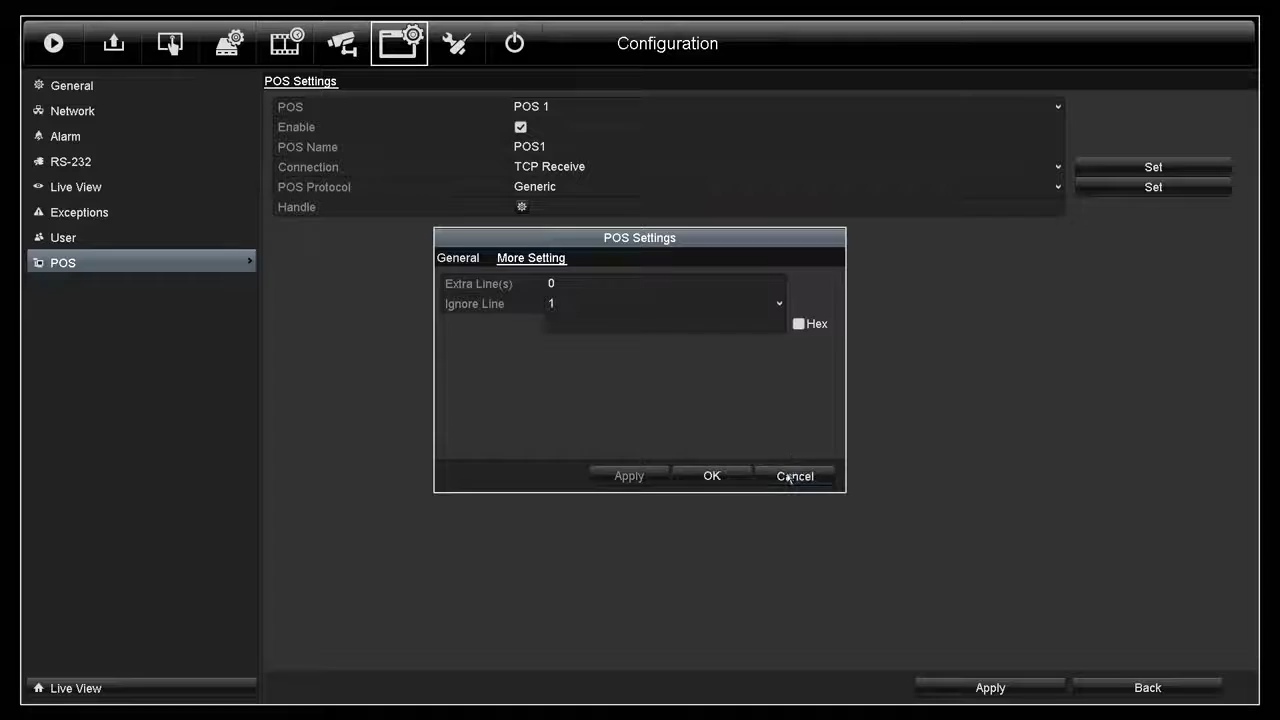 Configuration
General
Network
Alarm
RS-232
Live View
Exceptions
User
POS
Live View
POS Settings
POS POS 1
Enable
POS Name POS1
Connection TCP Receive Set
POS Protocol Generic Set
Handle
POS Settings
General More Setting
Extra Line(s) 0
Ignore Line 1
Hex
Apply OK Cancel
Apply Back